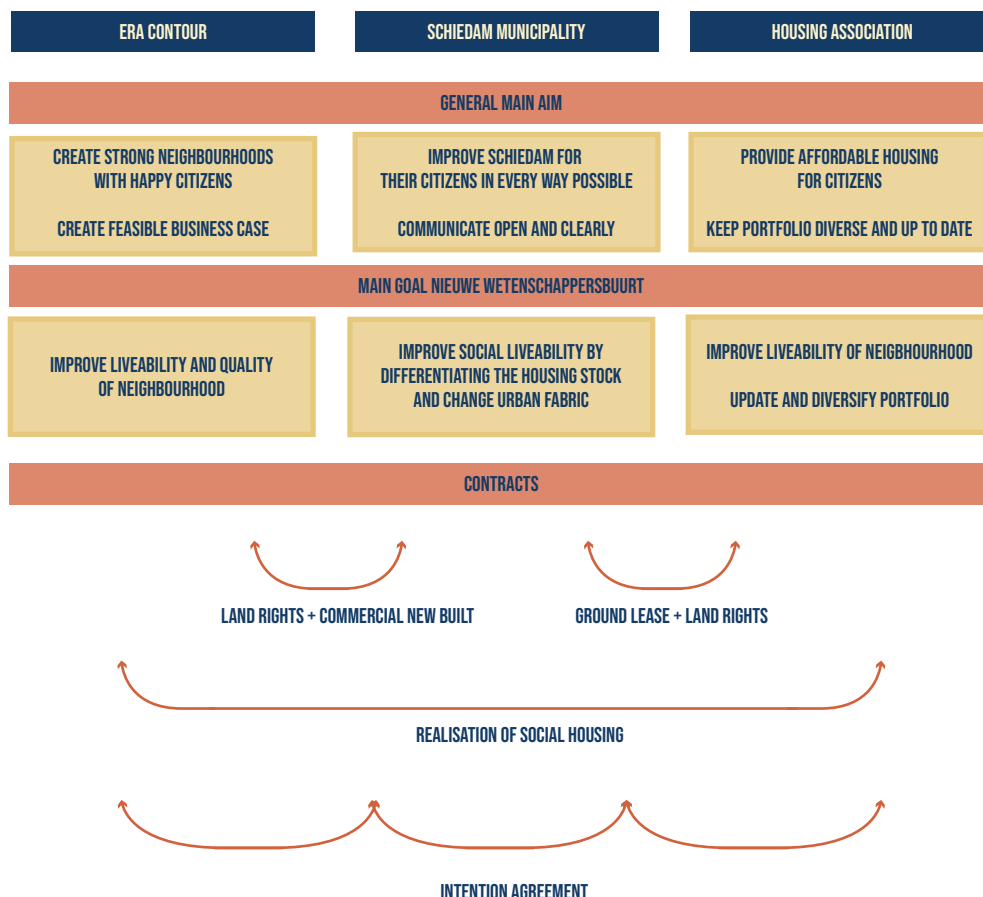 ERA CONTOUR
SCHIEDAM MUNICIPALITY
HOUSING ASSOCIATION
GENERAL MAIN AIM
CREATE STRONG NEIGHBOURHOODS
WITH HAPPY CITIZENS
CREATE FEASIBLE BUSINESS CASE
IMPROVE SCHIEDAM FOR
THEIR CITIZENS IN EVERY WAY POSSIBLE
COMMUNICATE OPEN AND CLEARLY
PROVIDE AFFORDABLE HOUSING
FOR CITIZENS
KEEP PORTFOLIO DIVERSE AND UP TO DATE
MAIN GOAL NIEUWE WETENSCHAPPERSBUURT
IMPROVE LIVEABILITY AND QUALITY
OF NEIGHBOURHOOD
IMPROVE SOCIAL LIVEABILITY BY
DIFFERENTIATING THE HOUSING STOCK
AND CHANGE URBAN FABRIC
IMPROVE LIVEABILITY OF NEIGBHOURHOOD
UPDATE AND DIVERSIFY PORTFOLIO
CONTRACTS
LAND RIGHTS + COMMERCIAL NEW BUILT
GROUND LEASE + LAND RIGHTS
REALISATION OF SOCIAL HOUSING
INTENTION AGREEMENT